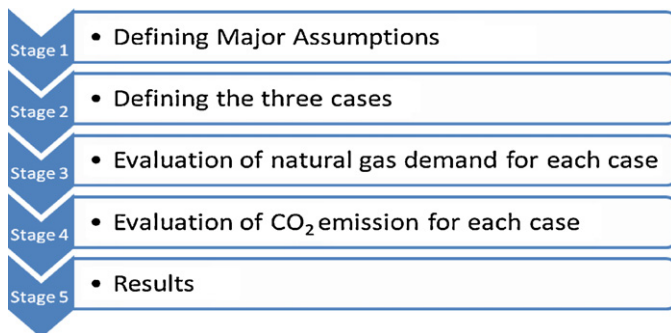 Stage 1
• Defining Major Assumptions
Stage 2
• Defining the three cases
Stage 3
• Evaluation of natural gas demand for each case
Stage 4
• Evaluation of CO₂ emission for each case
Stage 5
• Results